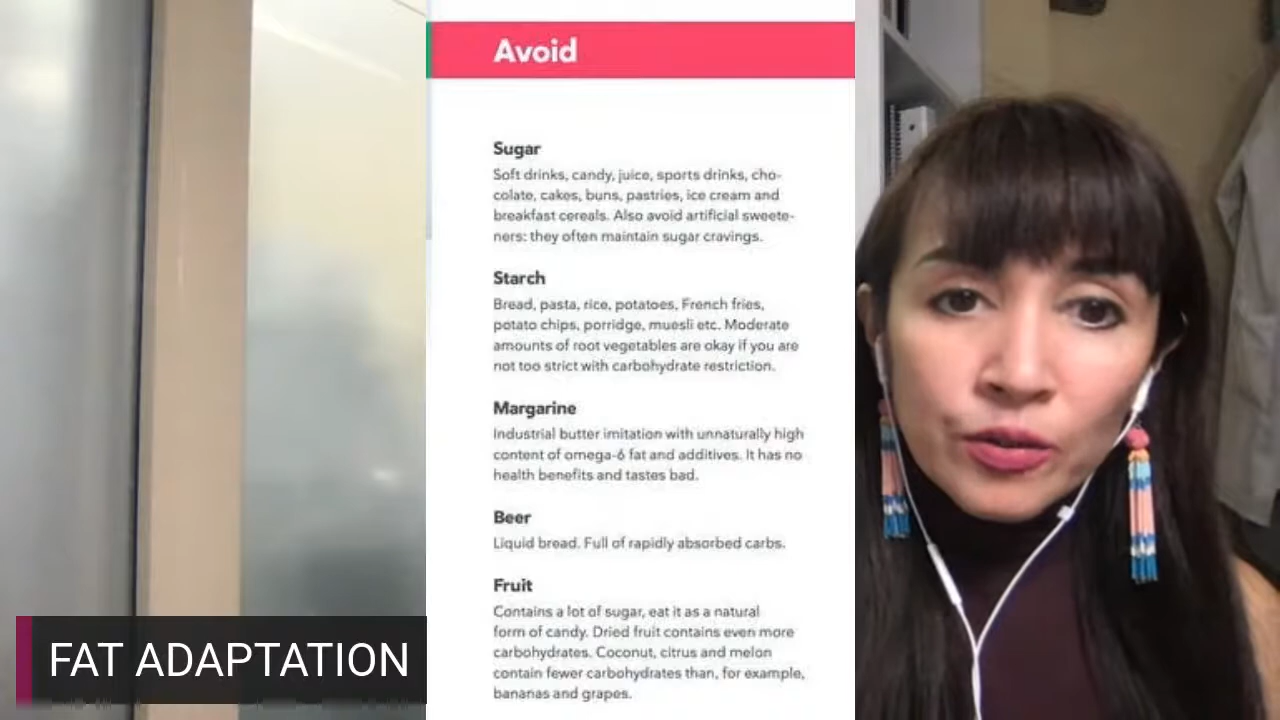 Avoid
Sugar
Soft drinks, candy, juice, sports drinks, cho-
colate, cakes, buns, pastries, ice cream and
breakfast cereals. Also avoid artificial sweete-
ners: they often maintain sugar cravings.
Starch
Bread, pasta, rice, potatoes, French fries,
potato chips, porridge, muesli etc. Moderate
amounts of root vegetables are okay if you are
not too strict with carbohydrate restriction.
Margarine
Industrial butter imitation with unnaturally high
content of omega-6 fat and additives. It has no
health benefits and tastes bad.
Beer
Liquid bread. Full of rapidly absorbed carbs.
Fruit
Contains a lot of sugar, eat it as a natural
form of candy. Dried fruit contains even more
carbohydrates. Coconut, citrus and melon
contain fewer carbohydrates than, for example,
bananas and grapes.
FAT ADAPTATION